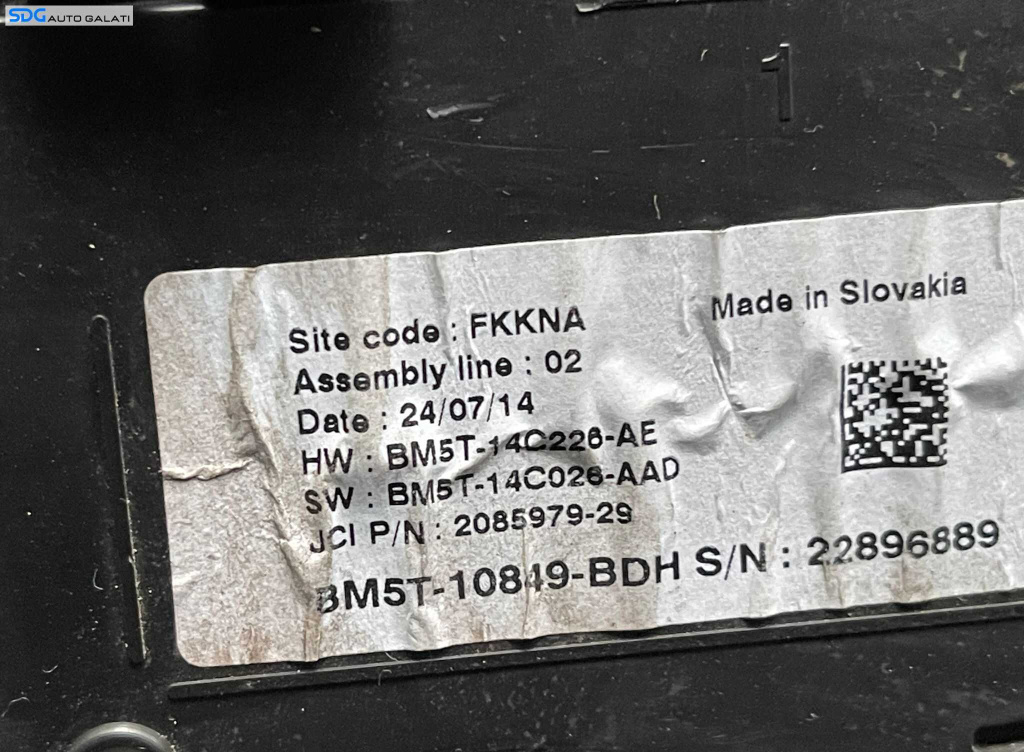 SDG AUTO GALATI
1
Made in Slovakia
Site code : FKKNA
Assembly line : 02
Date : 24/07/14
HW : BM5T-14C226-AE
SW : BM5T-14C026-AAD
JCI P/N : 2085979-29
BM5T-10849-BDH S/N : 22896889